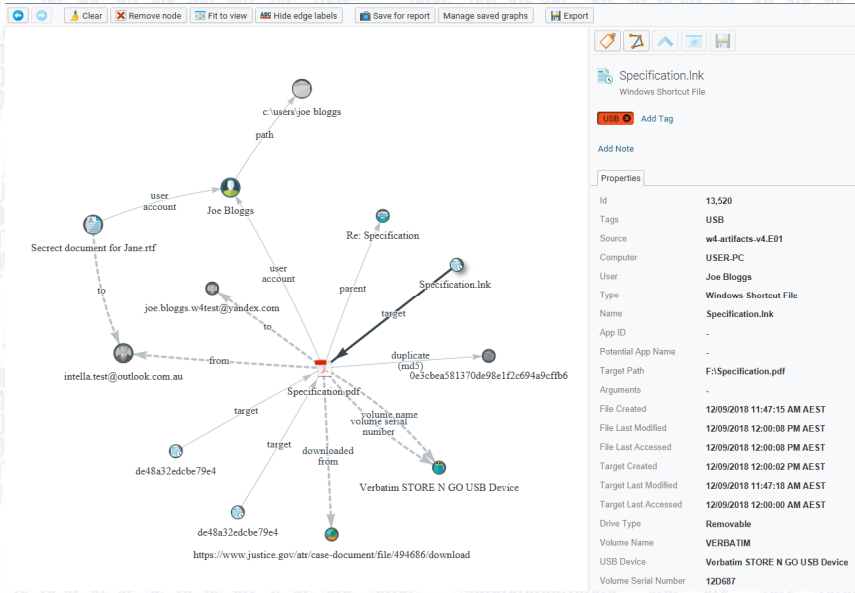 Clear
Remove node
Fit to view
ABC Hide edge labels
Save for report
Manage saved graphs
Export
c:\users\joe bloggs
path
user
account
Joe Bloggs
Secrect document for Jane.rtf
Re: Specification
Specification.lnk
user
account
parent
target
to
joe.bloggs.w4test@yandex.com
to
from
intella.test@outlook.com.au
duplicate
(md5)
0e3cbea581370de98e1f2c694a9cffb6
Specification.pdf
target
volume name
volume serial
number
target
downloaded
from
de48a32edcbe79e4
Verbatim STORE N GO USB Device
de48a32edcbe79e4
https://www.justice.gov/atr/case-document/file/494686/download
Specification.lnk
Windows Shortcut File
USB
Add Tag
Add Note
Properties
Id 13,520
Tags USB
Source w4-artifacts-v4.E01
Computer USER-PC
User Joe Bloggs
Type Windows Shortcut File
Name Specification.lnk
App ID -
Potential App Name -
Target Path F:\Specification.pdf
Arguments -
File Created 12/09/2018 11:47:15 AM AEST
File Last Modified 12/09/2018 12:00:08 PM AEST
File Last Accessed 12/09/2018 12:00:08 PM AEST
Target Created 12/09/2018 12:00:02 PM AEST
Target Last Modified 12/09/2018 11:47:18 AM AEST
Target Last Accessed 12/09/2018 12:00:00 AM AEST
Drive Type Removable
Volume Name VERBATIM
USB Device Verbatim STORE N GO USB Device
Volume Serial Number 12D687